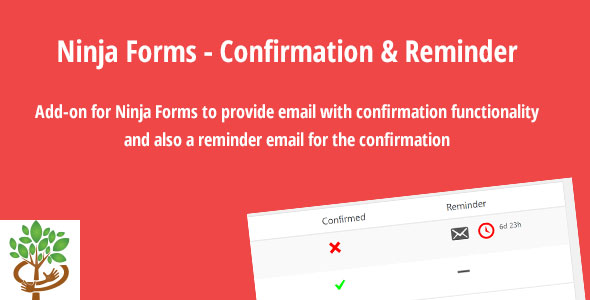 Ninja Forms - Confirmation & Reminder
Add-on for Ninja Forms to provide email with confirmation functionality
and also a reminder email for the confirmation
Confirmed Reminder
6d 23h